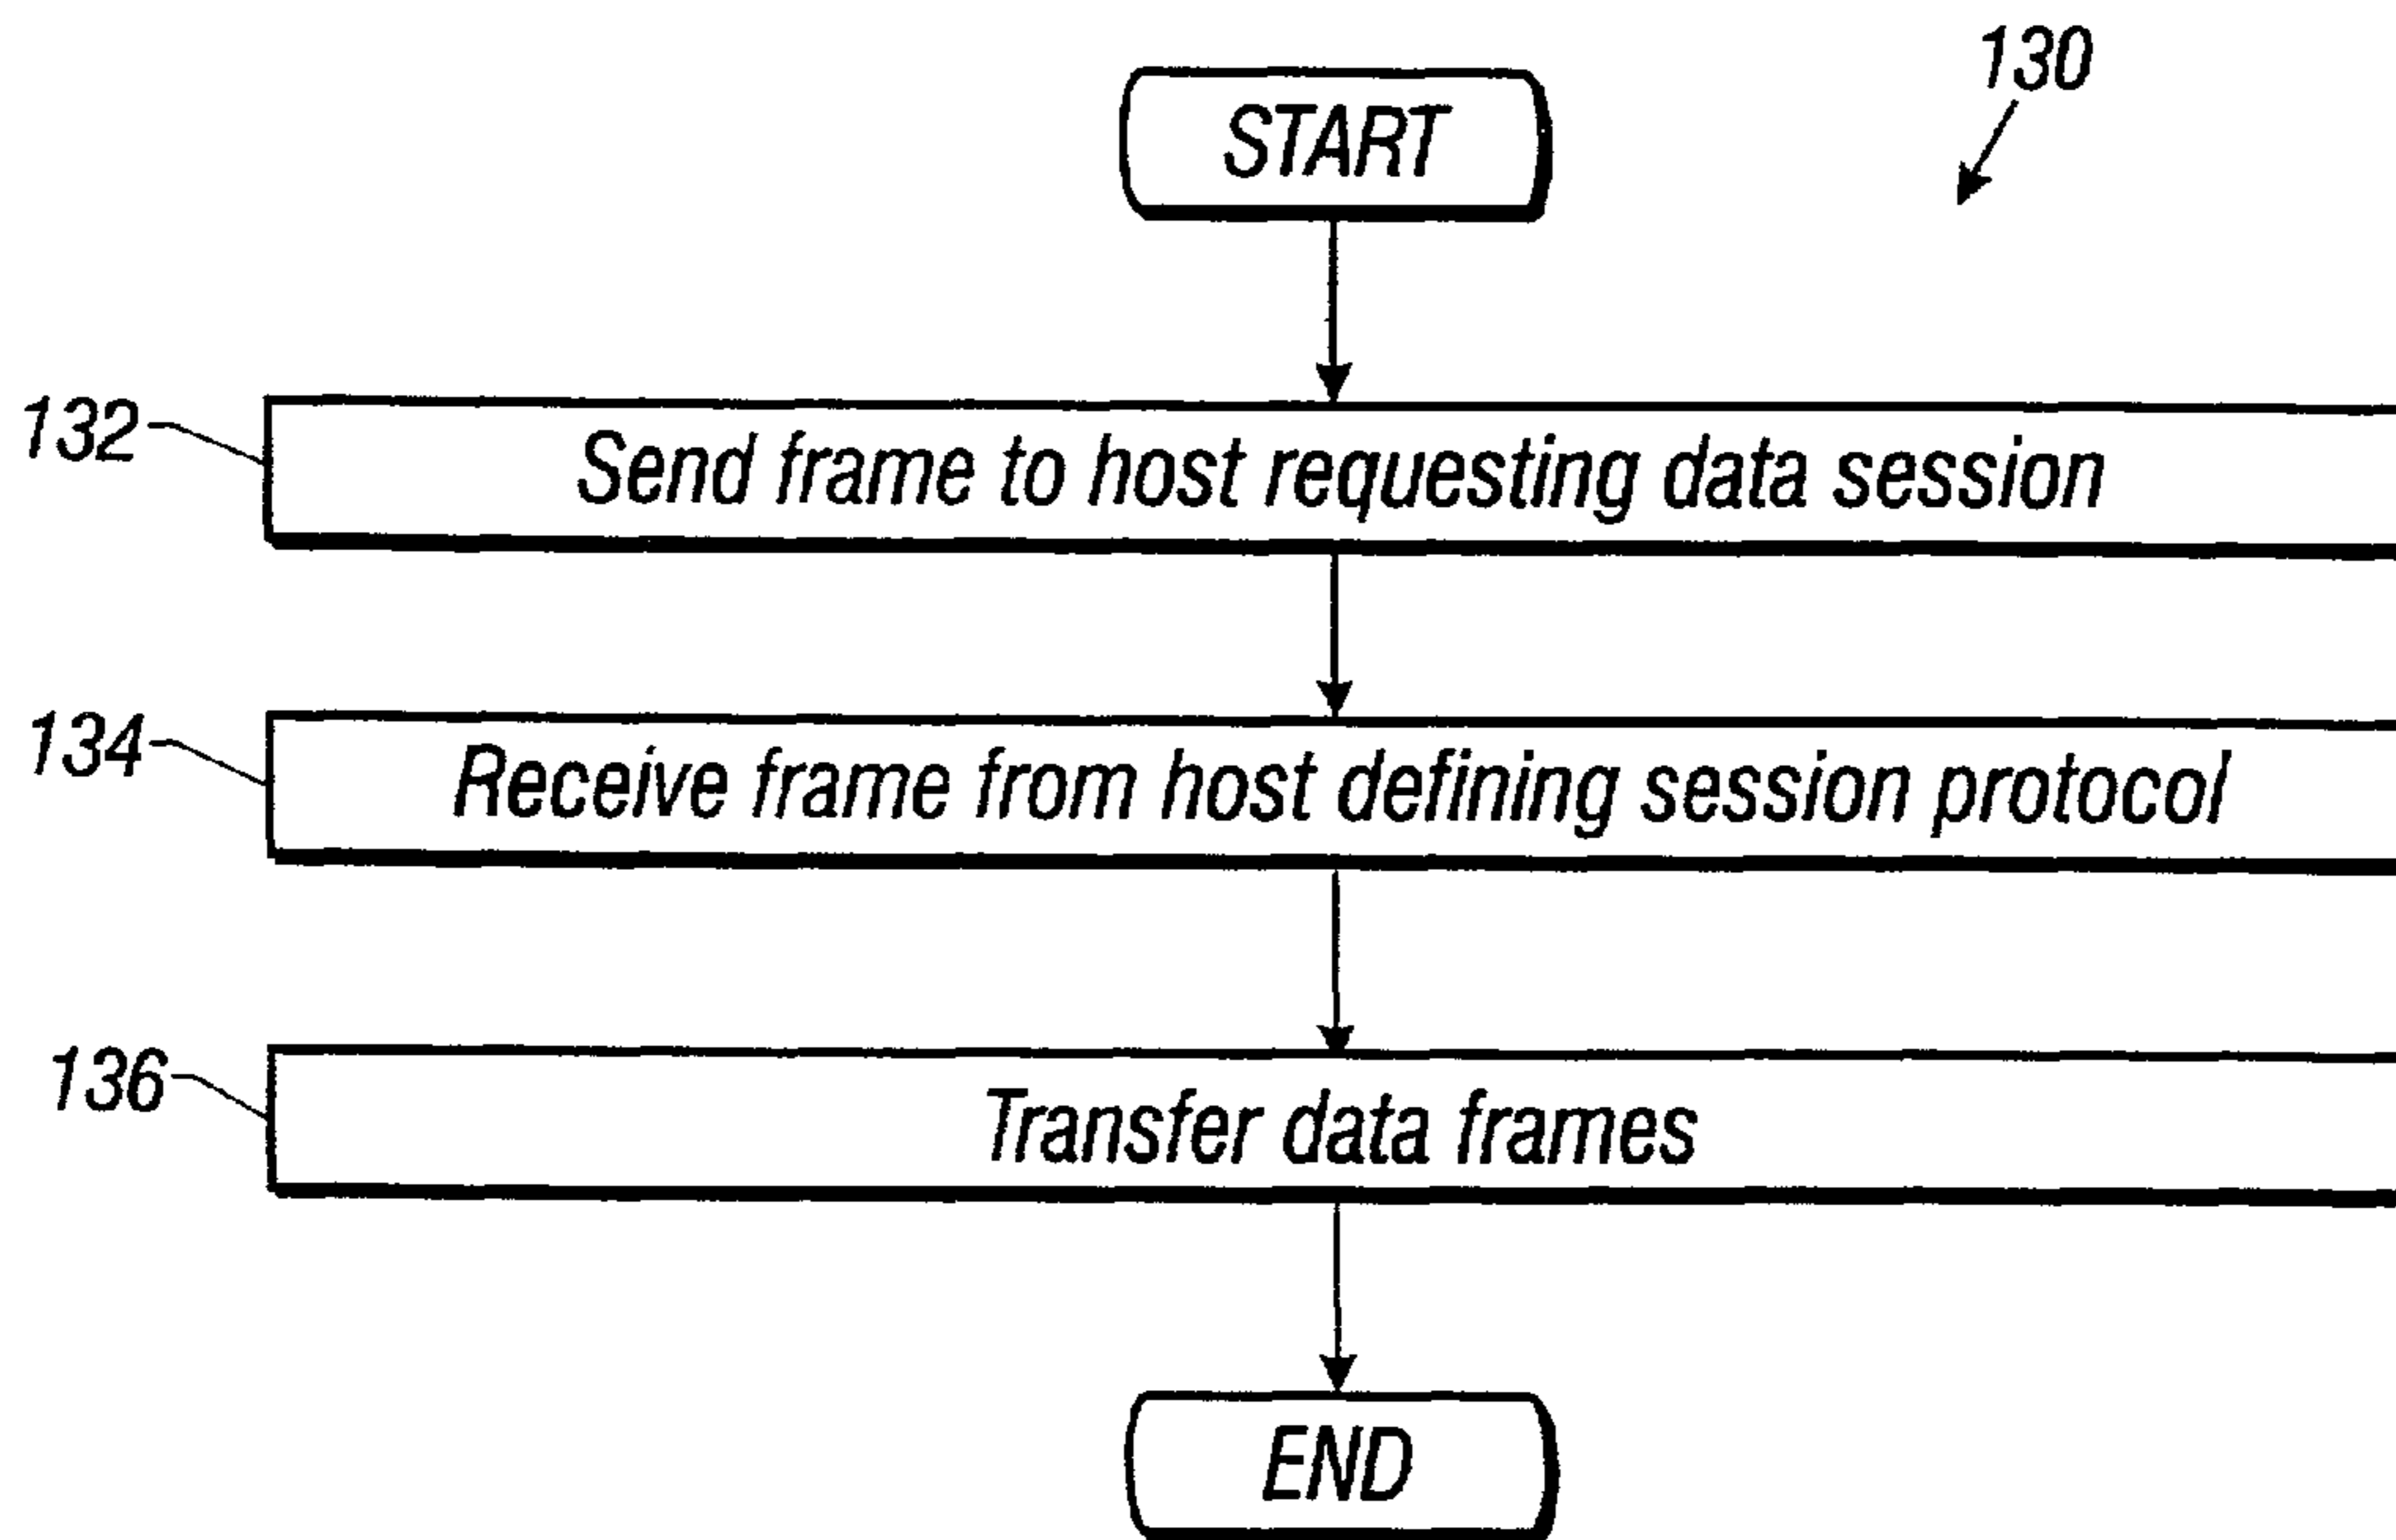 130
START
132
Send frame to host requesting data session
134
Receive frame from host defining session protocol
136
Transfer data frames
END